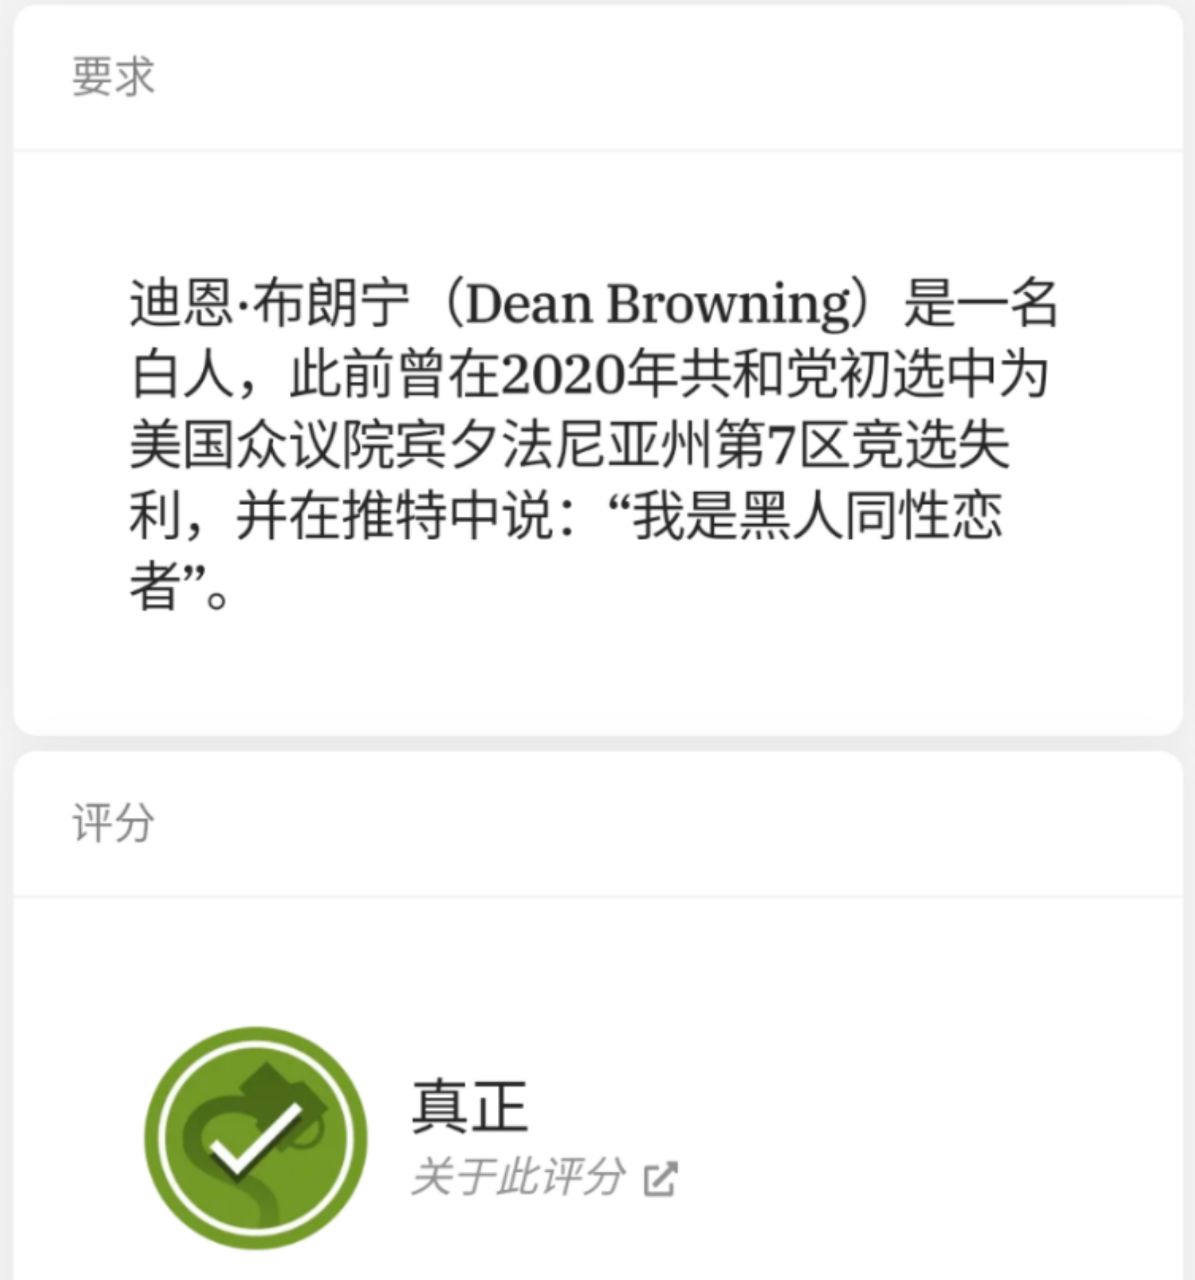 要求
迪恩·布朗宁（Dean Browning）是一名
白人，此前曾在2020年共和党初选中为
美国众议院宾夕法尼亚州第7区竞选失
利，并在推特中说：“我是黑人同性恋
者”。
评分
真正
关于此评分